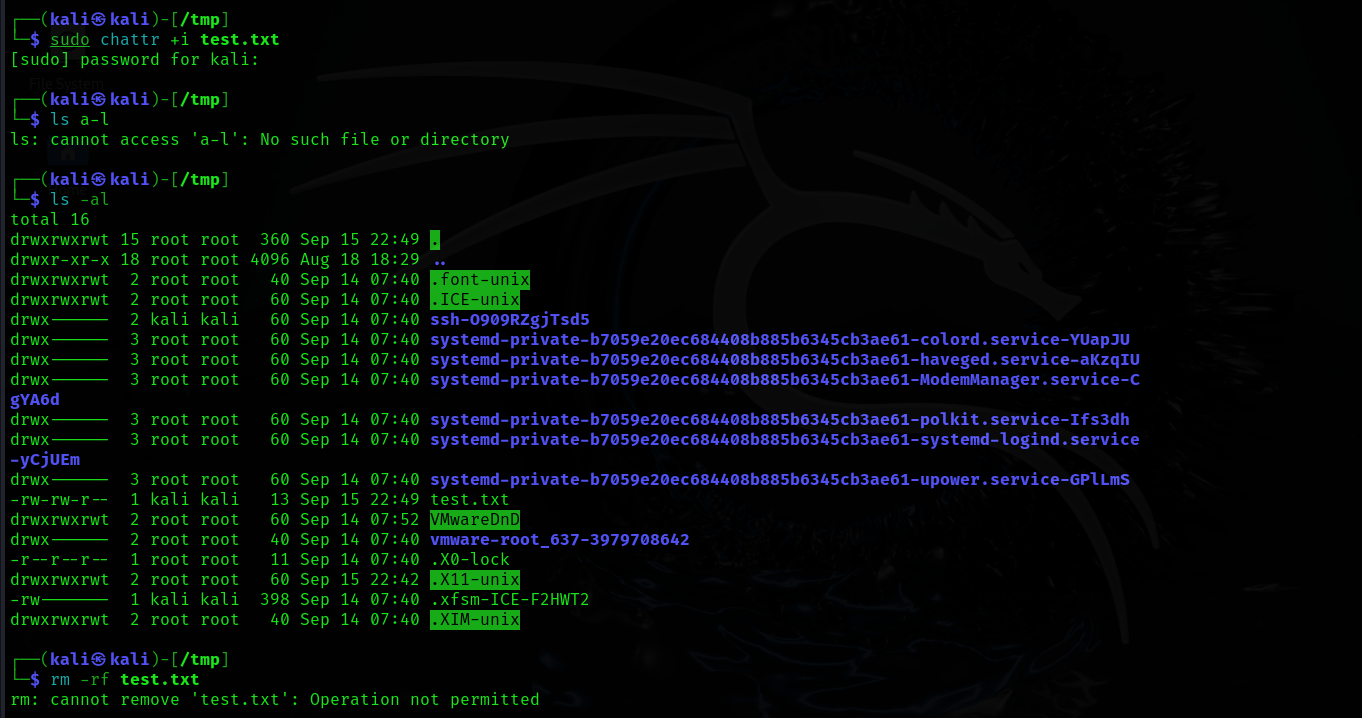 ┌──(kali㉿kali)-[/tmp]
└─$ sudo chattr +i test.txt
[sudo] password for kali:
┌──(kali㉿kali)-[/tmp]
└─$ ls a-l
ls: cannot access 'a-l': No such file or directory
┌──(kali㉿kali)-[/tmp]
└─$ ls -al
total 16
drwxrwxrwt 15 root root  360 Sep 15 22:49 .
drwxr-xr-x 18 root root 4096 Aug 18 18:29 ..
drwxrwxrwt  2 root root   40 Sep 14 07:40 .font-unix
drwxrwxrwt  2 root root   60 Sep 14 07:40 .ICE-unix
drwx------  2 kali kali   60 Sep 14 07:40 ssh-O909RZgjTsd5
drwx------  3 root root   60 Sep 14 07:40 systemd-private-b7059e20ec684408b885b6345cb3ae61-colord.service-YUapJU
drwx------  3 root root   60 Sep 14 07:40 systemd-private-b7059e20ec684408b885b6345cb3ae61-haveged.service-aKzqIU
drwx------  3 root root   60 Sep 14 07:40 systemd-private-b7059e20ec684408b885b6345cb3ae61-ModemManager.service-C
gYA6d
drwx------  3 root root   60 Sep 14 07:40 systemd-private-b7059e20ec684408b885b6345cb3ae61-polkit.service-Ifs3dh
drwx------  3 root root   60 Sep 14 07:40 systemd-private-b7059e20ec684408b885b6345cb3ae61-systemd-logind.service
-yCjUEm
drwx------  3 root root   60 Sep 14 07:40 systemd-private-b7059e20ec684408b885b6345cb3ae61-upower.service-GPlLmS
-rw-rw-r--  1 kali kali   13 Sep 15 22:49 test.txt
drwxrwxrwt  2 root root   60 Sep 14 07:52 VMwareDnD
drwx------  2 root root   40 Sep 14 07:40 vmware-root_637-3979708642
-r--r--r--  1 root root   11 Sep 14 07:40 .X0-lock
drwxrwxrwt  2 root root   60 Sep 15 22:42 .X11-unix
-rw-------  1 kali kali  398 Sep 14 07:40 .xfsm-ICE-F2HWT2
drwxrwxrwt  2 root root   40 Sep 14 07:40 .XIM-unix
┌──(kali㉿kali)-[/tmp]
└─$ rm -rf test.txt
rm: cannot remove 'test.txt': Operation not permitted